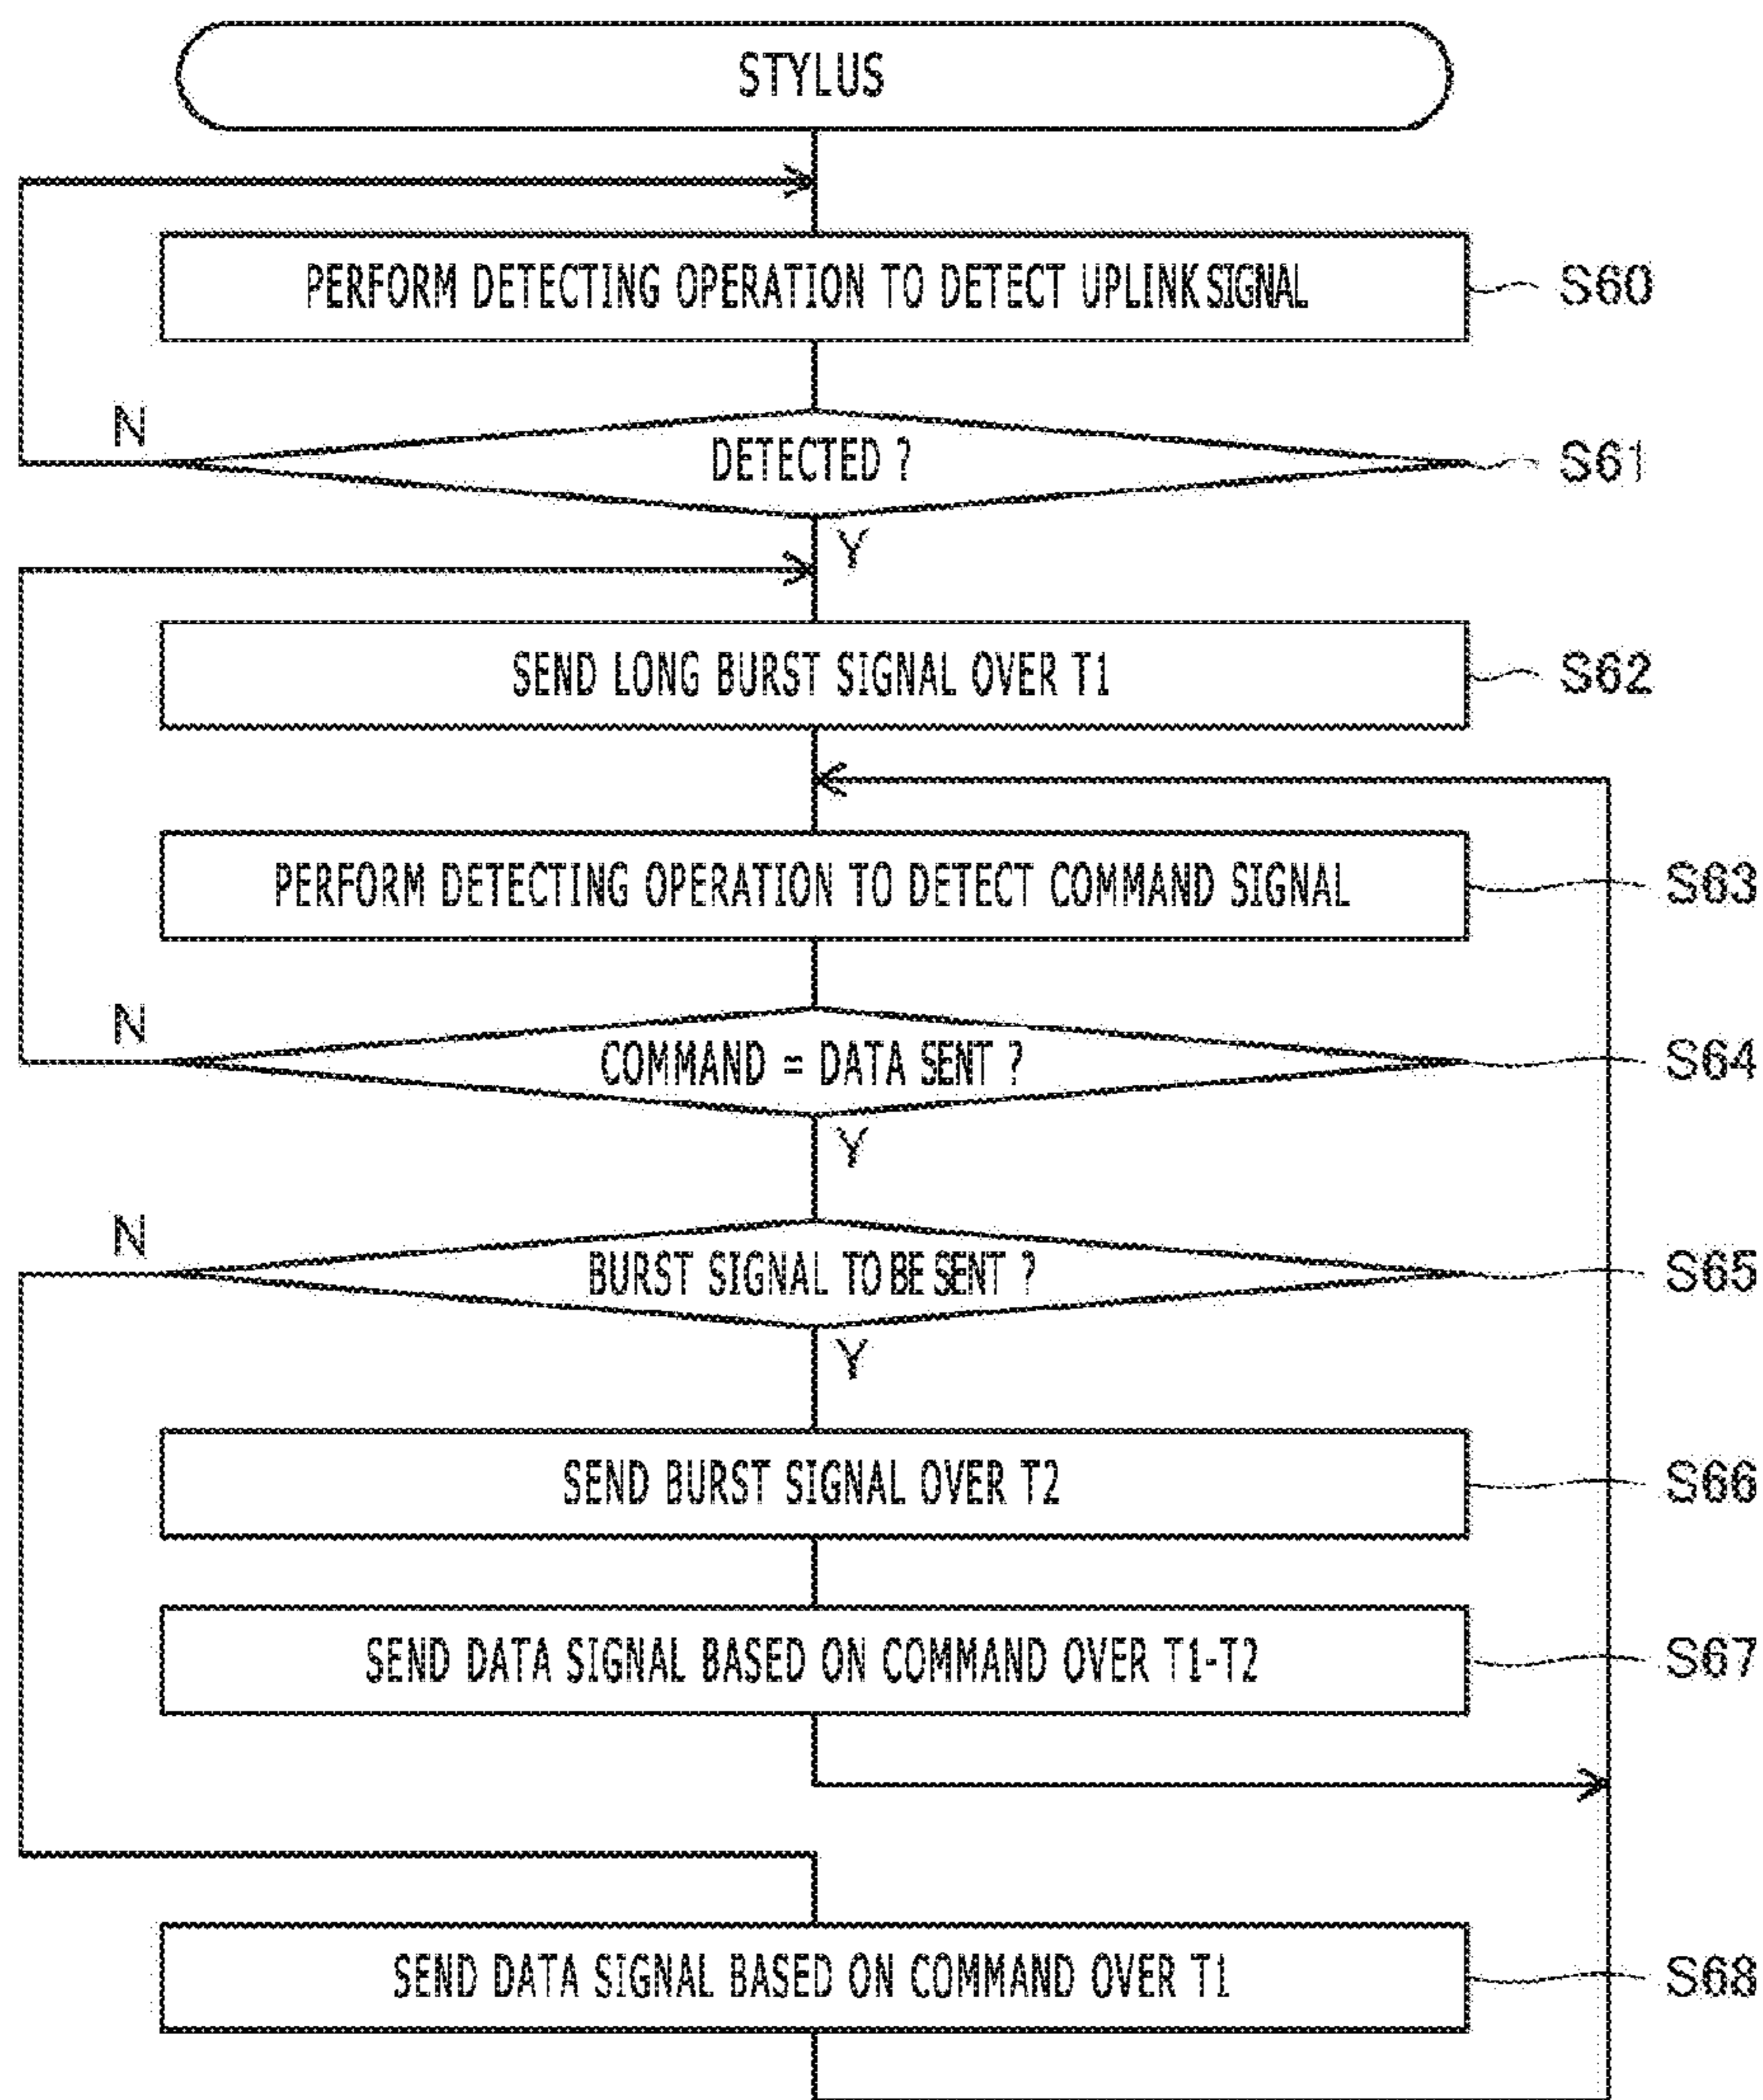 STYLUS
PERFORM DETECTING OPERATION TO DETECT UPLINK SIGNAL
S60
N
DETECTED ?
S61
Y
SEND LONG BURST SIGNAL OVER T1
S62
PERFORM DETECTING OPERATION TO DETECT COMMAND SIGNAL
S63
N
COMMAND = DATA SENT ?
S64
Y
N
BURST SIGNAL TO BE SENT ?
S65
Y
SEND BURST SIGNAL OVER T2
S66
SEND DATA SIGNAL BASED ON COMMAND OVER T1-T2
S67
SEND DATA SIGNAL BASED ON COMMAND OVER T1
S68